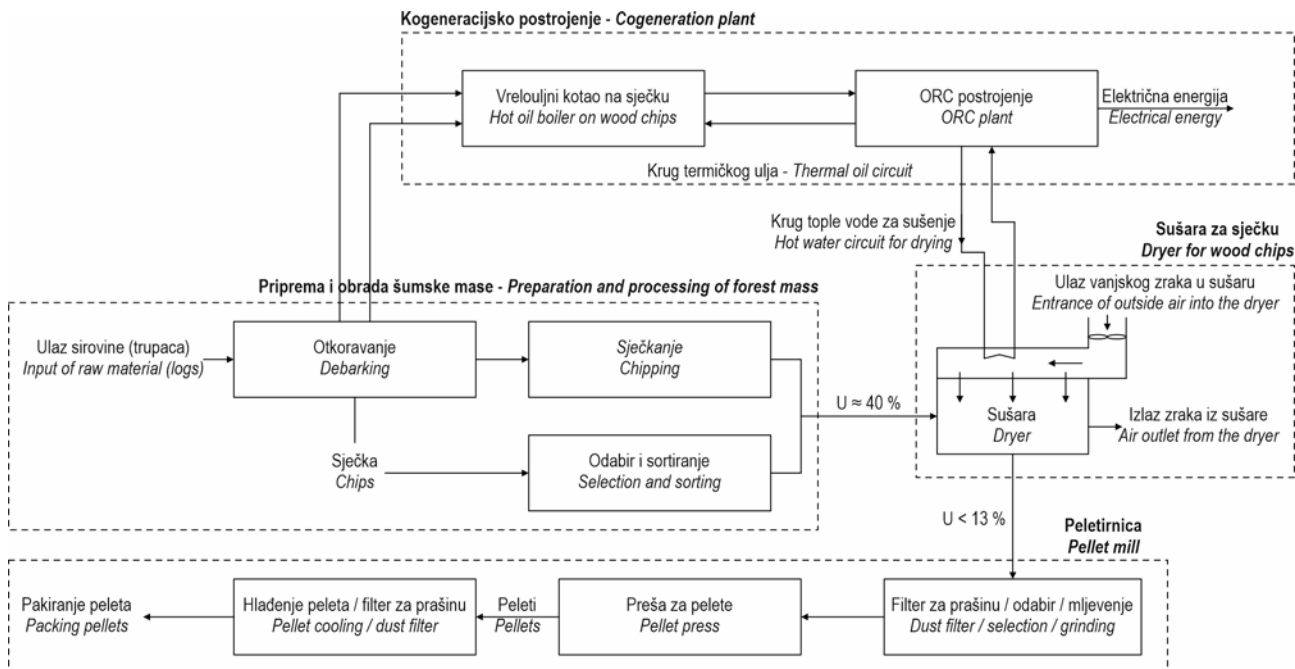 Kogeneracijsko postrojenje - Cogeneration plant
Vrelouljni kotao na sječku
Hot oil boiler on wood chips
ORC postrojenje
ORC plant
Električna energija
Electrical energy
Krug termičkog ulja - Thermal oil circuit
Krug tople vode za sušenje
Hot water circuit for drying
Sušara za sječku
Dryer for wood chips
Ulaz vanjskog zraka u sušaru
Entrance of outside air into the dryer
Priprema i obrada šumske mase - Preparation and processing of forest mass
Ulaz sirovine (trupaca)
Input of raw material (logs)
Otkoravanje
Debarking
Sječkanje
Chipping
U ≈ 40 %
Sušara
Dryer
Izlaz zraka iz sušare
Air outlet from the dryer
Sječka
Chips
Odabir i sortiranje
Selection and sorting
U < 13 %
Peletirnica
Pellet mill
Pakiranje peleta
Packing pellets
Hlađenje peleta / filter za prašinu
Pellet cooling / dust filter
Peleti
Pellets
Preša za pelete
Pellet press
Filter za prašinu / odabir / mljevenje
Dust filter / selection / grinding